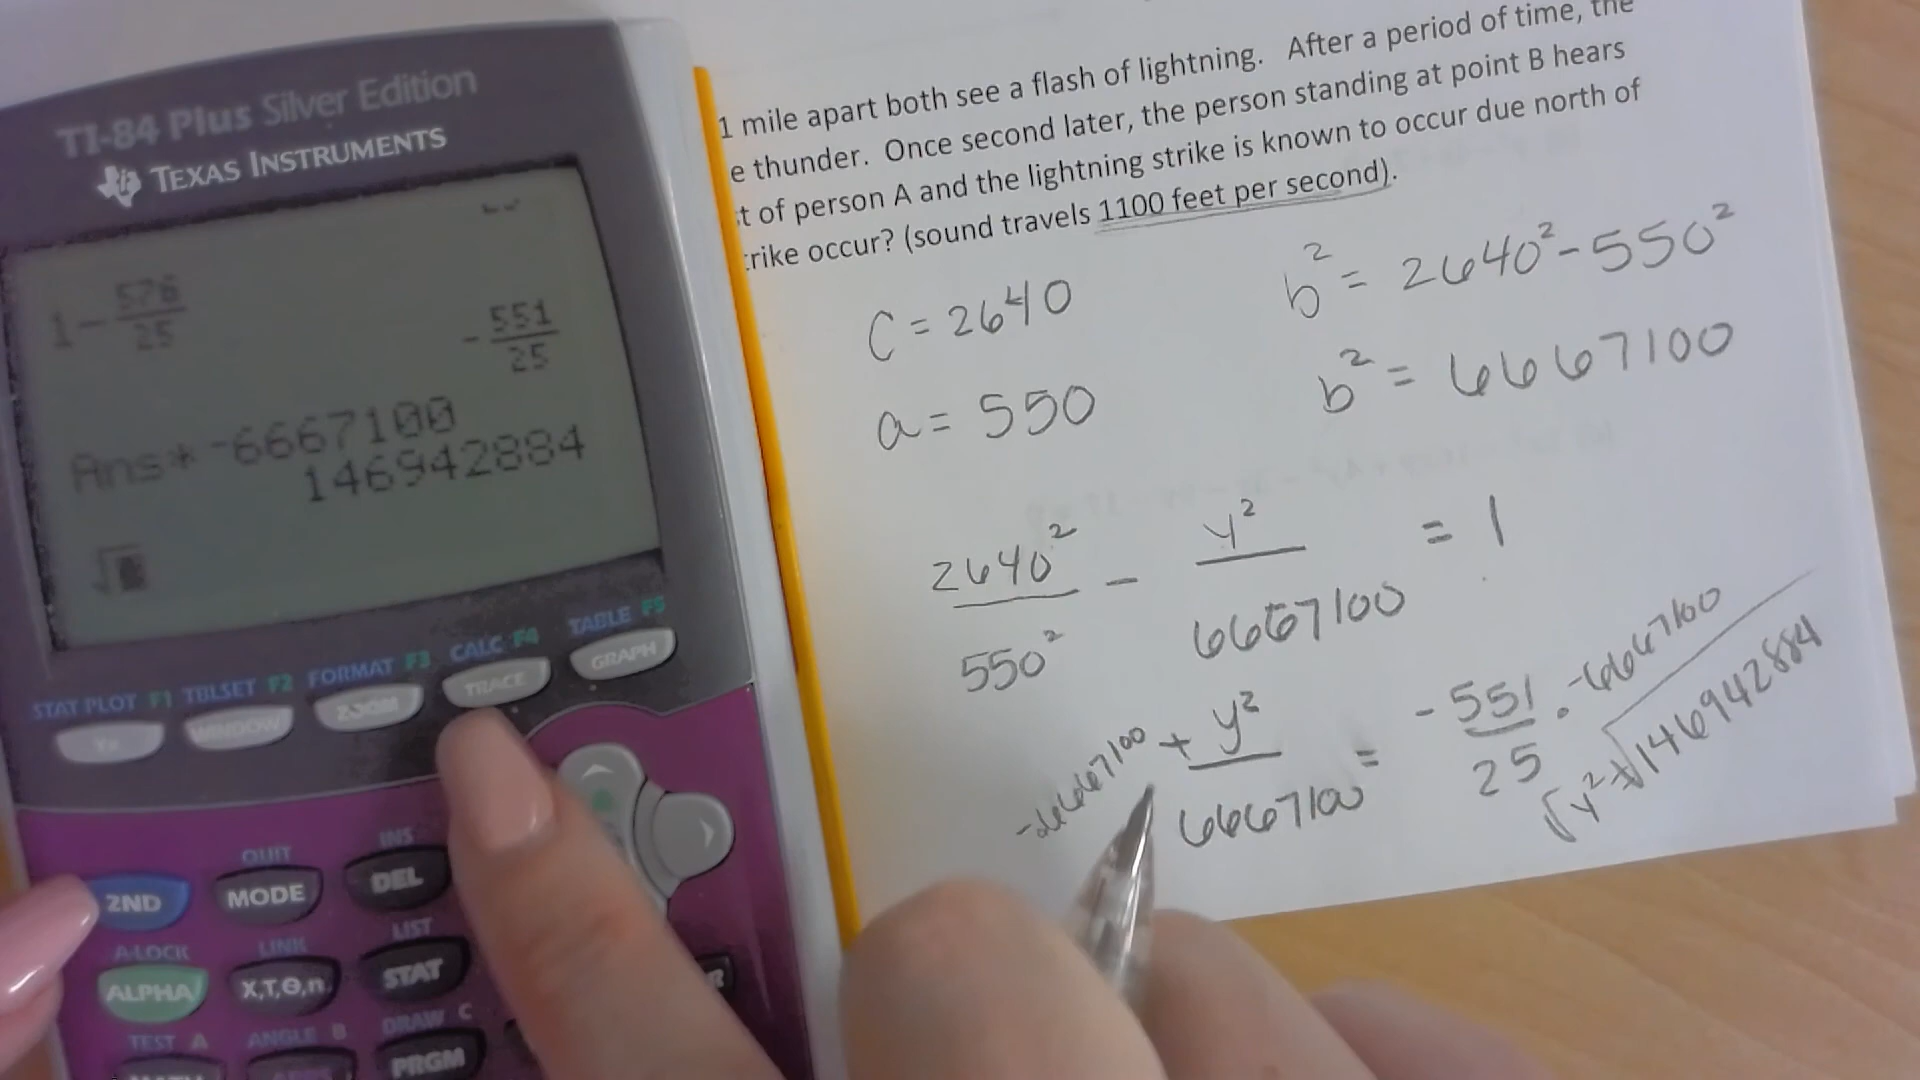 TI-84 Plus Silver Edition
TEXAS INSTRUMENTS
1-576/25
-551/25
Ans*-6667100
146942884
√
STAT PLOT F1 TBLSET F2 FORMAT F3 CALC F4 TABLE F5
Y= WINDOW ZOOM TRACE GRAPH
QUIT INS
2ND MODE DEL
A-LOCK LINK LIST
ALPHA X,T,θ,n STAT
TEST A ANGLE B DRAW C
MATH APPS PRGM
1 mile apart both see a flash of lightning. After a period of time, the
e thunder. Once second later, the person standing at point B hears
t of person A and the lightning strike is known to occur due north of
rike occur? (sound travels 1100 feet per second).
C = 2640
a = 550
b² = 2640² - 550²
b² = 6667100
2640²/550² - y²/6667100 = 1
-6667100 + y²/6667100 = -551/25 · -6667100
√y² = √146942884